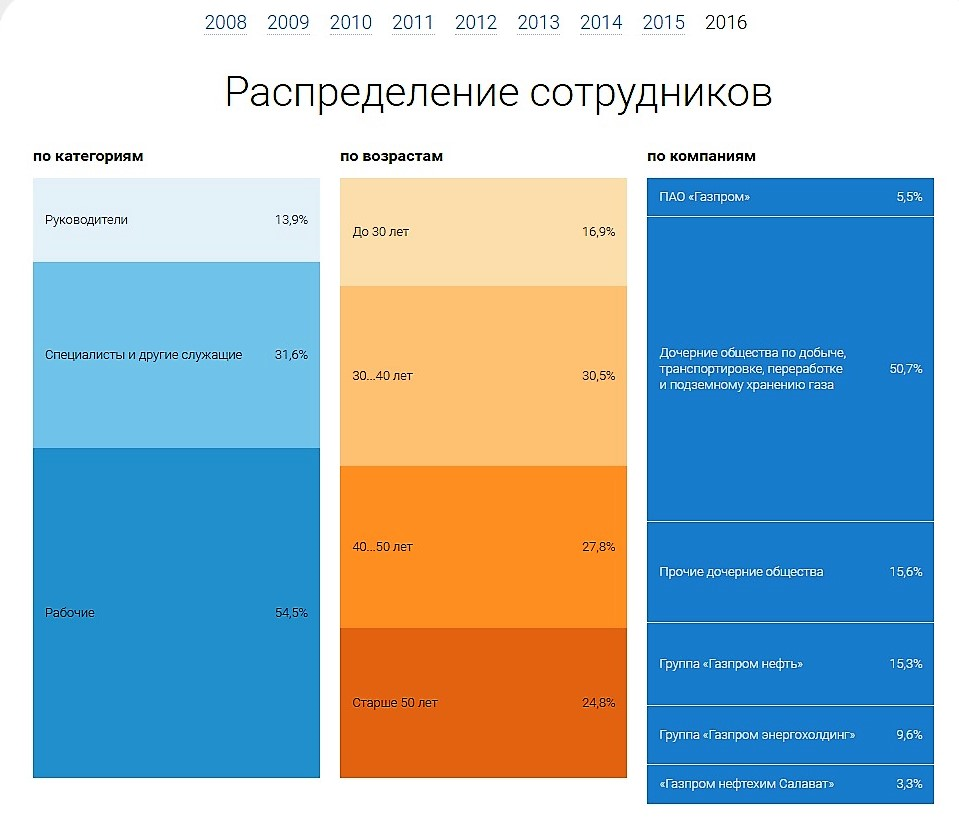 2008 2009 2010 2011 2012 2013 2014 2015 2016
Распределение сотрудников
по категориям
Руководители 13,9%
Специалисты и другие служащие 31,6%
Рабочие 54,5%
по возрастам
До 30 лет 16,9%
30...40 лет 30,5%
40...50 лет 27,8%
Старше 50 лет 24,8%
по компаниям
ПАО «Газпром» 5,5%
Дочерние общества по добыче,
транспортировке, переработке 50,7%
и подземному хранению газа
Прочие дочерние общества 15,6%
Группа «Газпром нефть» 15,3%
Группа «Газпром энергохолдинг» 9,6%
«Газпром нефтехим Салават» 3,3%